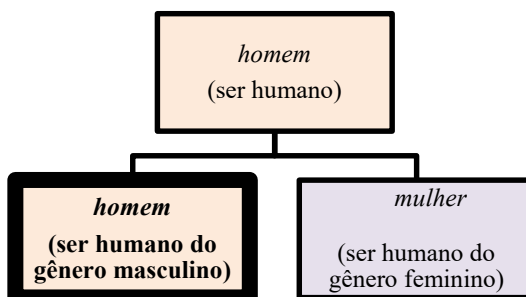 homem
(ser humano)
homem
(ser humano do
gênero masculino)
mulher
(ser humano do
gênero feminino)